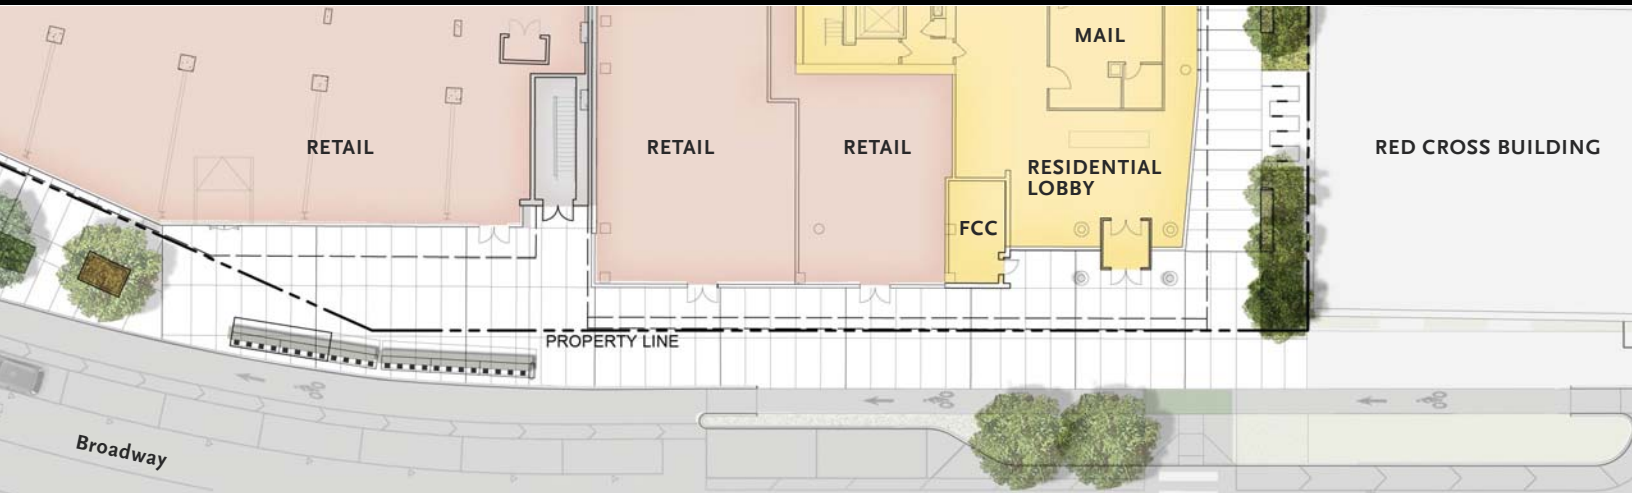 MAIL
RETAIL
RETAIL
RETAIL
RED CROSS BUILDING
RESIDENTIAL
LOBBY
FCC
PROPERTY LINE
Broadway